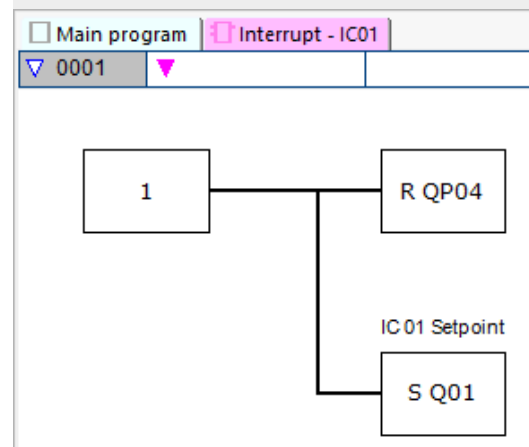 Main program
Interrupt - IC01
0001
1
R QP04
IC 01 Setpoint
S Q01